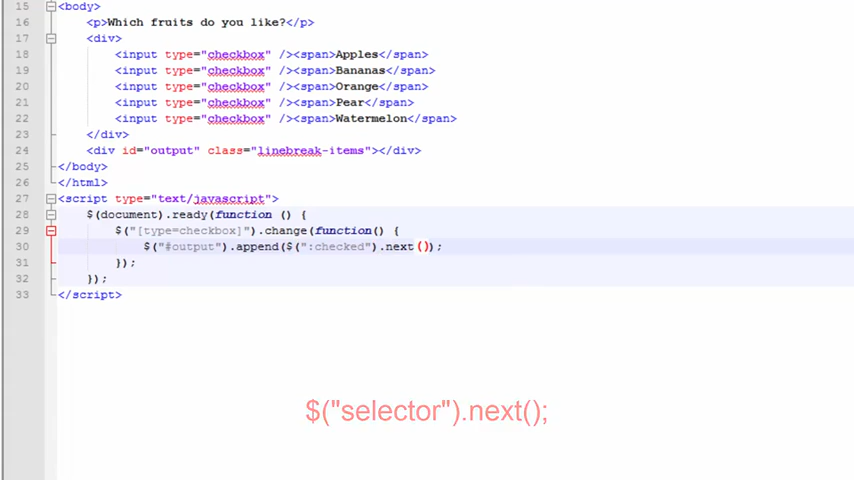 15 <body>
16 <p>Which fruits do you like?</p>
17 <div>
18 <input type="checkbox" /><span>Apples</span>
19 <input type="checkbox" /><span>Bananas</span>
20 <input type="checkbox" /><span>Orange</span>
21 <input type="checkbox" /><span>Pear</span>
22 <input type="checkbox" /><span>Watermelon</span>
23 </div>
24 <div id="output" class="linebreak-items"></div>
25 </body>
26 </html>
27 <script type="text/javascript">
28 $(document).ready(function () {
29 $("[type=checkbox]").change(function() {
30 $("#output").append($(":checked").next());
31 });
32 });
33 </script>
$("selector").next();